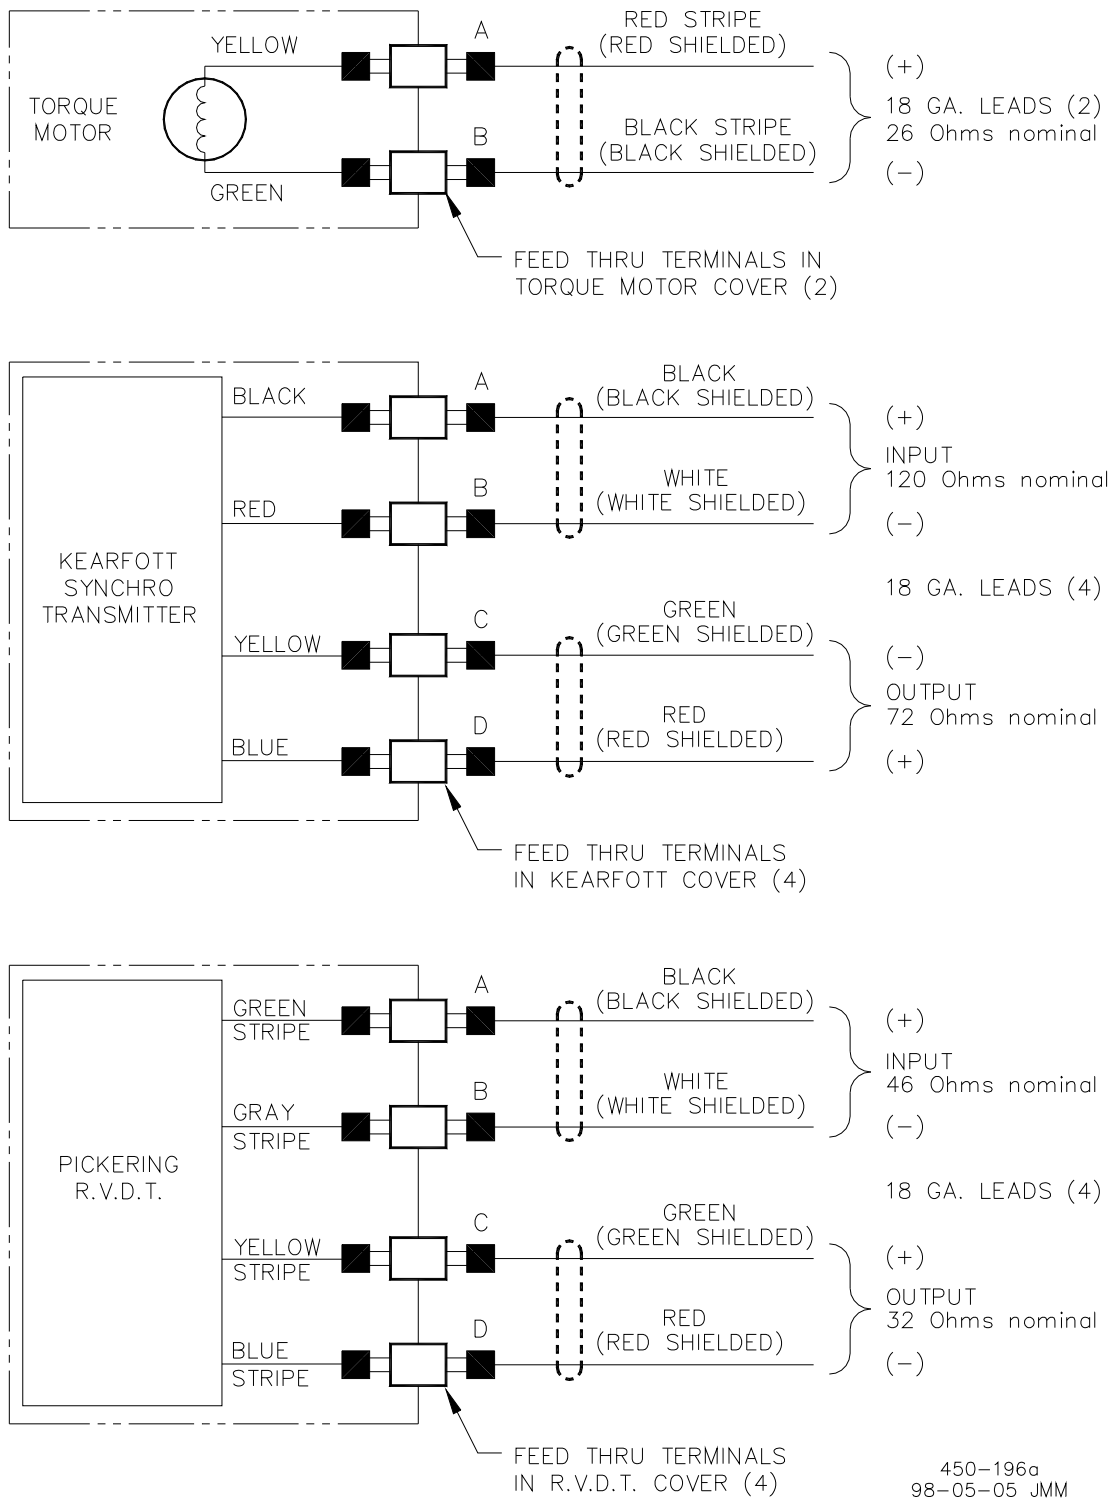 YELLOW
A
RED STRIPE
(RED SHIELDED)
(+)
TORQUE
MOTOR
18 GA. LEADS (2)
26 Ohms nominal
B
BLACK STRIPE
(BLACK SHIELDED)
(-)
GREEN
FEED THRU TERMINALS IN
TORQUE MOTOR COVER (2)
BLACK
A
BLACK
(BLACK SHIELDED)
(+)
INPUT
120 Ohms nominal
RED
B
WHITE
(WHITE SHIELDED)
(-)
KEARFOTT
SYNCHRO
TRANSMITTER
18 GA. LEADS (4)
YELLOW
C
GREEN
(GREEN SHIELDED)
(-)
OUTPUT
72 Ohms nominal
BLUE
D
RED
(RED SHIELDED)
(+)
FEED THRU TERMINALS
IN KEARFOTT COVER (4)
GREEN
STRIPE
A
BLACK
(BLACK SHIELDED)
(+)
INPUT
46 Ohms nominal
GRAY
STRIPE
B
WHITE
(WHITE SHIELDED)
(-)
PICKERING
R.V.D.T.
18 GA. LEADS (4)
YELLOW
STRIPE
C
GREEN
(GREEN SHIELDED)
(+)
OUTPUT
32 Ohms nominal
BLUE
STRIPE
D
RED
(RED SHIELDED)
(-)
FEED THRU TERMINALS
IN R.V.D.T. COVER (4)
450-196a
98-05-05 JMM